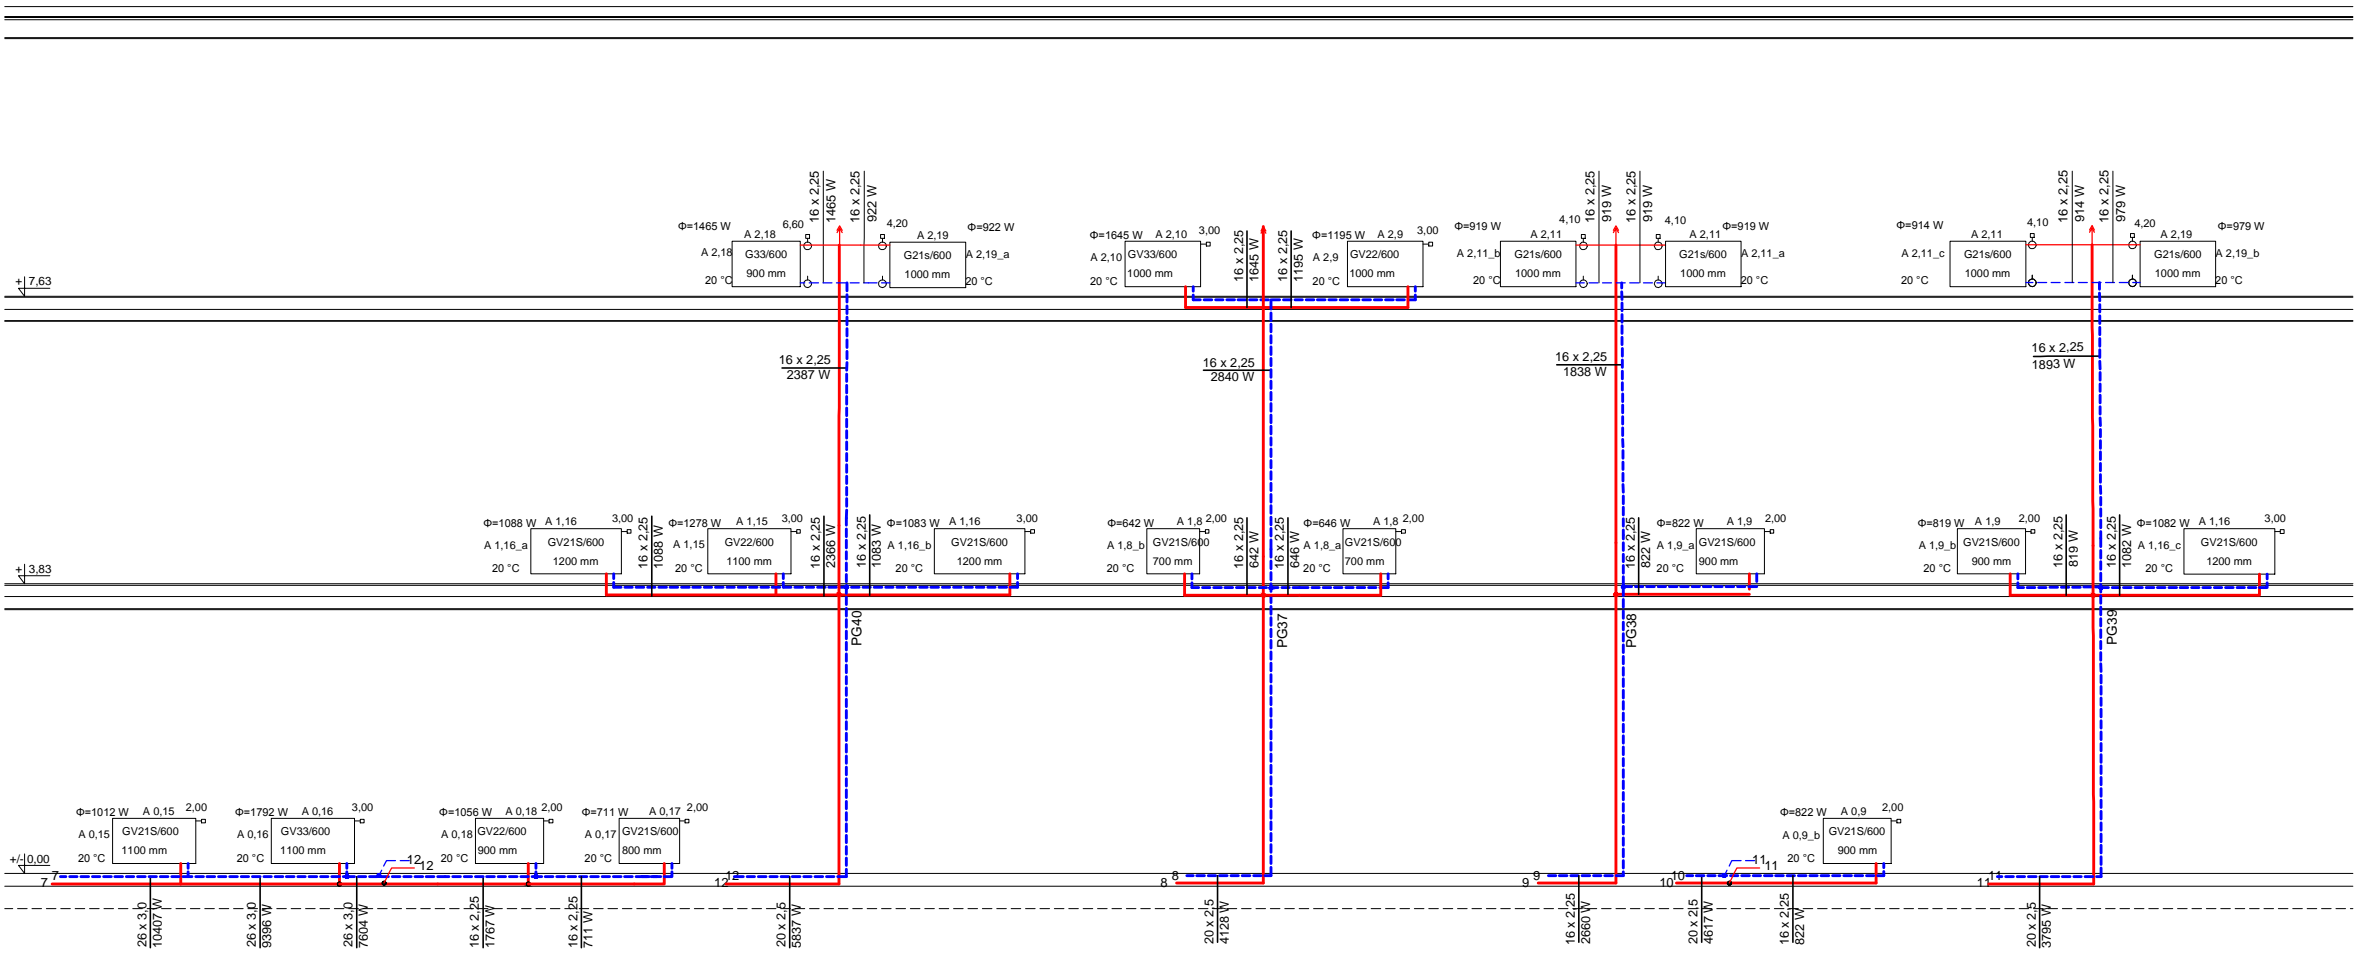 16 x 2,25
1465 W
16 x 2,25
922 W
Φ=1465 W
A 2,18
6,60
A 2,18
G33/600
900 mm
20 °C
4,20
Φ=922 W
A 2,19
G21s/600
A 2,19_a
1000 mm
20 °C
Φ=1645 W
A 2,10
3,00
A 2,10
GV33/600
1000 mm
20 °C
16 x 2,25
1645 W
16 x 2,25
1195 W
Φ=1195 W
A 2,9
3,00
A 2,9
GV22/600
1000 mm
20 °C
16 x 2,25
919 W
16 x 2,25
919 W
Φ=919 W
A 2,11
4,10
A 2,11_b
G21s/600
1000 mm
20 °C
4,10
A 2,11
Φ=919 W
G21s/600
A 2,11_a
1000 mm
20 °C
16 x 2,25
914 W
16 x 2,25
979 W
Φ=914 W
A 2,11
4,10
A 2,11_c
G21s/600
1000 mm
20 °C
4,20
Φ=979 W
A 2,19
G21s/600
A 2,19_b
1000 mm
20 °C
+ 7,63
16 x 2,25
2387 W
16 x 2,25
2840 W
16 x 2,25
1838 W
16 x 2,25
1893 W
Φ=1088 W
A 1,16
3,00
A 1,16_a
GV21S/600
1200 mm
20 °C
16 x 2,25
1088 W
Φ=1278 W
A 1,15
3,00
A 1,15
GV22/600
1100 mm
20 °C
16 x 2,25
2366 W
16 x 2,25
1083 W
Φ=1083 W
A 1,16
3,00
A 1,16_b
GV21S/600
1200 mm
20 °C
Φ=642 W
A 1,8
2,00
A 1,8_b
GV21S/600
700 mm
20 °C
16 x 2,25
642 W
16 x 2,25
646 W
Φ=646 W
A 1,8
2,00
A 1,8_a
GV21S/600
700 mm
20 °C
16 x 2,25
822 W
Φ=822 W
A 1,9
2,00
A 1,9_a
GV21S/600
900 mm
20 °C
Φ=819 W
A 1,9
2,00
A 1,9_b
GV21S/600
900 mm
20 °C
16 x 2,25
819 W
16 x 2,25
1082 W
Φ=1082 W
A 1,16
3,00
A 1,16_c
GV21S/600
1200 mm
20 °C
+ 3,83
PG40
PG37
PG38
PG39
Φ=1012 W
A 0,15
2,00
A 0,15
GV21S/600
1100 mm
20 °C
Φ=1792 W
A 0,16
3,00
A 0,16
GV33/600
1100 mm
20 °C
Φ=1056 W
A 0,18
2,00
A 0,18
GV22/600
900 mm
20 °C
Φ=711 W
A 0,17
2,00
A 0,17
GV21S/600
800 mm
20 °C
Φ=822 W
A 0,9
2,00
A 0,9_b
GV21S/600
900 mm
20 °C
+/- 0,00
7
7
12
12
12
12
8
8
9
9
10
10
11
11
11
11
26 x 3,0
10407 W
26 x 3,0
9396 W
26 x 3,0
7604 W
16 x 2,25
1767 W
16 x 2,25
711 W
20 x 2,5
5837 W
20 x 2,5
4128 W
16 x 2,25
2660 W
20 x 2,5
4617 W
16 x 2,25
822 W
20 x 2,5
3795 W